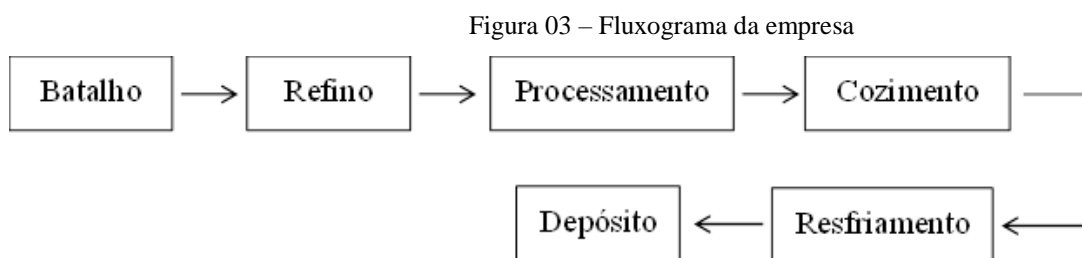 Figura 03 – Fluxograma da empresa
Batalho Refino Processamento Cozimento
Depósito Resfriamento